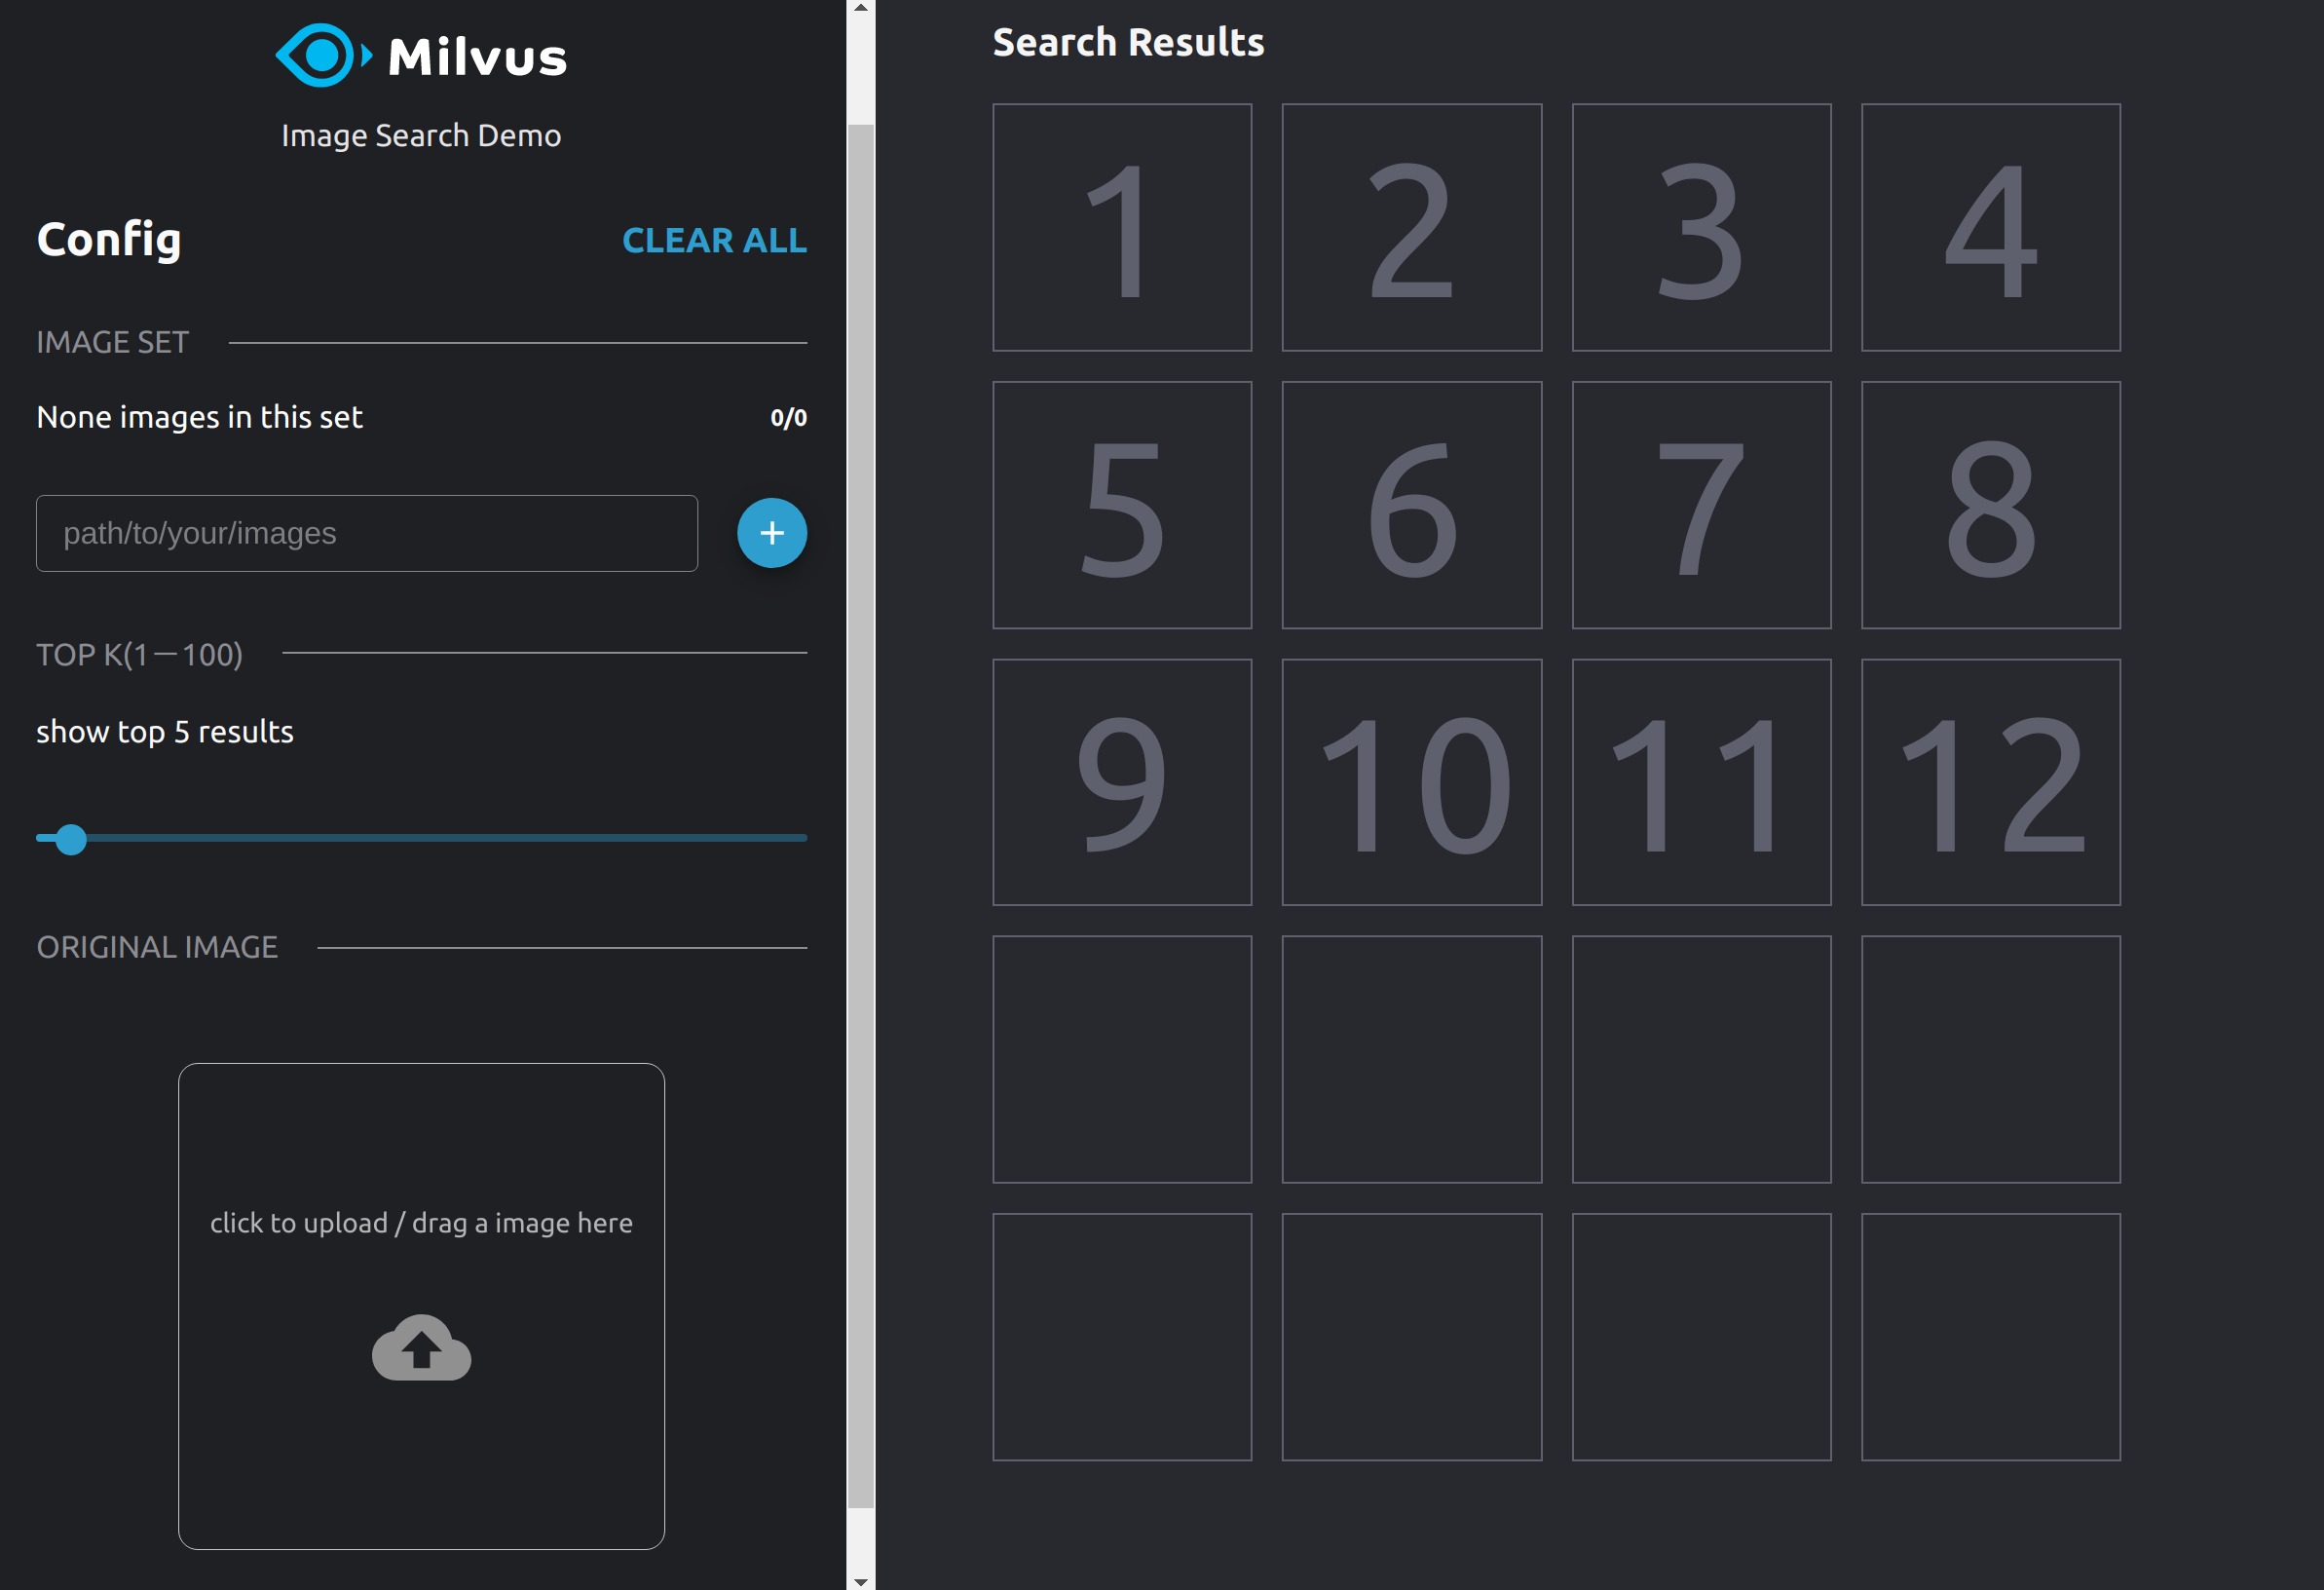 Milvus
Image Search Demo
Config
CLEAR ALL
IMAGE SET
None images in this set
0/0
path/to/your/images
+
TOP K(1—100)
show top 5 results
ORIGINAL IMAGE
click to upload / drag a image here
Search Results
1 2 3 4
5 6 7 8
9 10 11 12